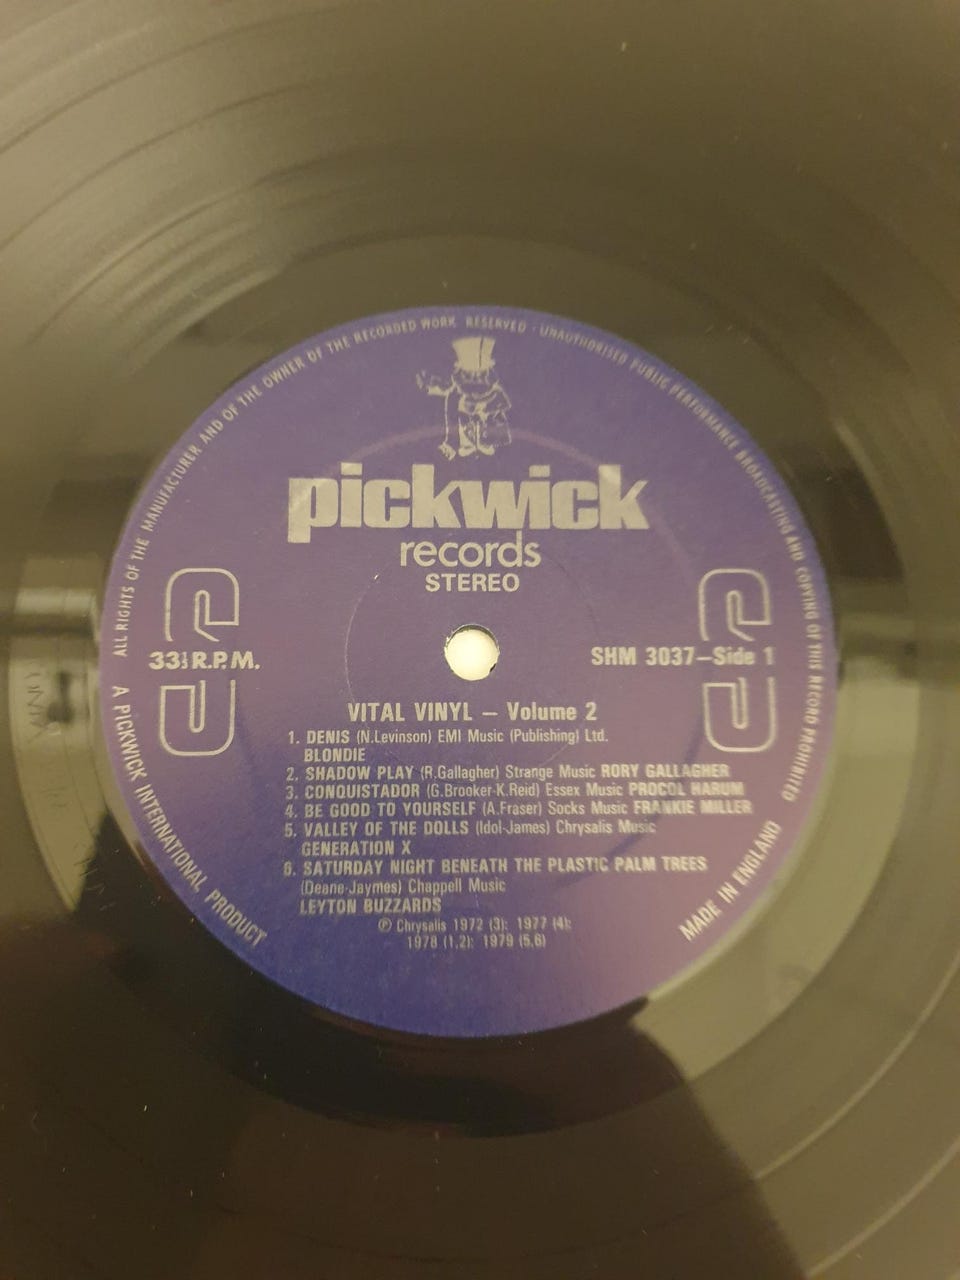 ALL RIGHTS OF THE MANUFACTURER AND OF THE OWNER OF THE RECORDED WORK RESERVED - UNAUTHORISED PUBLIC PERFORMANCE BROADCASTING AND COPYING OF THIS RECORD PROHIBITED
pickwick
records
STEREO
33⅓ R.P.M.
SHM 3037–Side 1
VITAL VINYL – Volume 2
1. DENIS (N.Levinson) EMI Music (Publishing) Ltd.
BLONDIE
2. SHADOW PLAY (R.Gallagher) Strange Music RORY GALLAGHER
3. CONQUISTADOR (G.Brooker-K.Reid) Essex Music PROCOL HARUM
4. BE GOOD TO YOURSELF (A.Fraser) Socks Music FRANKIE MILLER
5. VALLEY OF THE DOLLS (Idol-James) Chrysalis Music
GENERATION X
6. SATURDAY NIGHT BENEATH THE PLASTIC PALM TREES
(Deane-Jaymes) Chappell Music
LEYTON BUZZARDS
℗ Chrysalis 1972 (3): 1977 (4):
1978 (1,2): 1979 (5,6)
A PICKWICK INTERNATIONAL PRODUCT
MADE IN ENGLAND